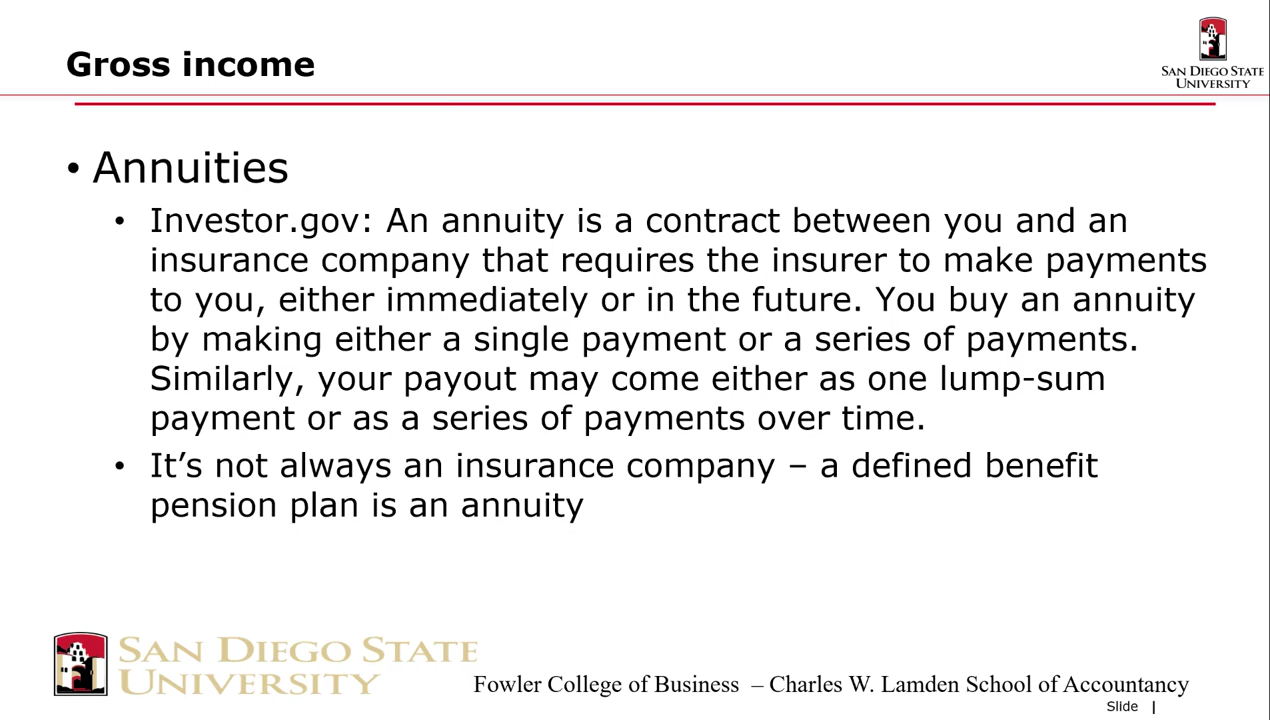 Gross income
SAN DIEGO STATE
UNIVERSITY
• Annuities
• Investor.gov: An annuity is a contract between you and an
insurance company that requires the insurer to make payments
to you, either immediately or in the future. You buy an annuity
by making either a single payment or a series of payments.
Similarly, your payout may come either as one lump-sum
payment or as a series of payments over time.
• It’s not always an insurance company – a defined benefit
pension plan is an annuity
SAN DIEGO STATE
UNIVERSITY
Fowler College of Business – Charles W. Lamden School of Accountancy
Slide |